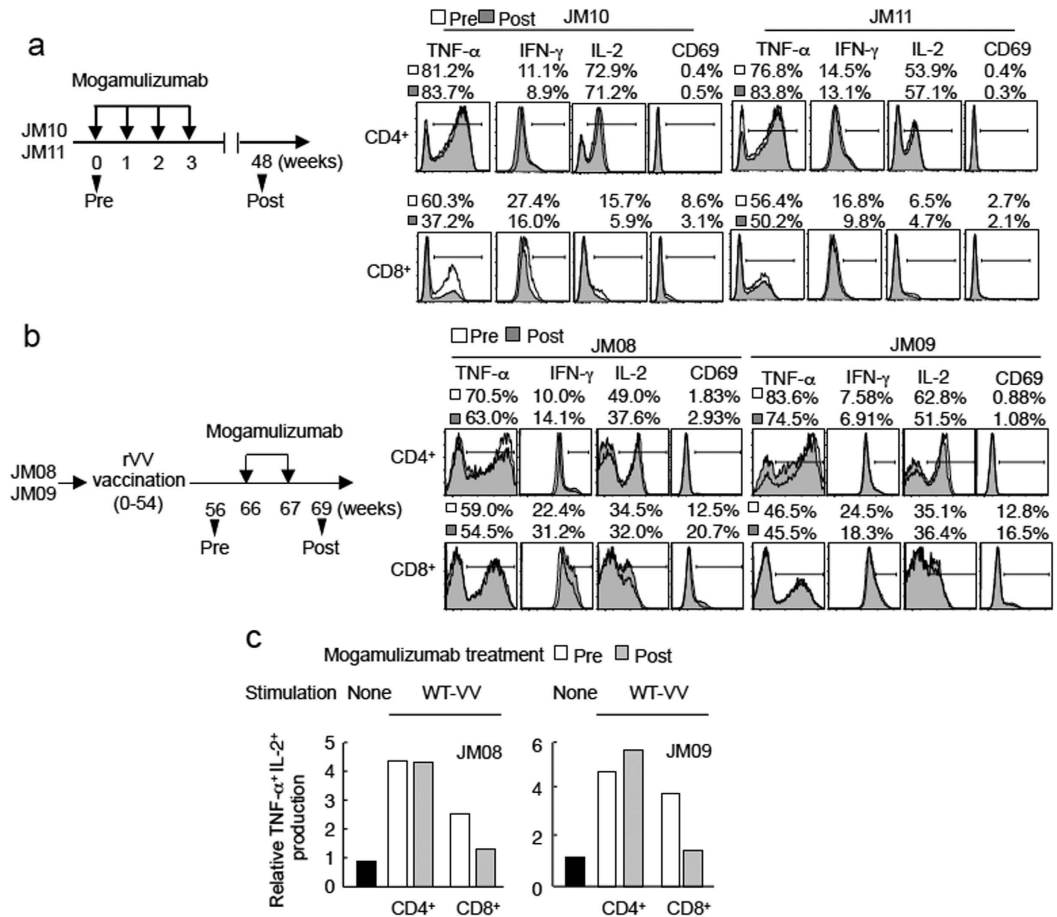 a
Mogamulizumab
JM10
JM11
0 1 2 3 48 (weeks)
Pre Post
Pre Post
JM10 JM11
TNF-α IFN-γ IL-2 CD69 TNF-α IFN-γ IL-2 CD69
81.2% 11.1% 72.9% 0.4% 76.8% 14.5% 53.9% 0.4%
83.7% 8.9% 71.2% 0.5% 83.8% 13.1% 57.1% 0.3%
CD4+
60.3% 27.4% 15.7% 8.6% 56.4% 16.8% 6.5% 2.7%
37.2% 16.0% 5.9% 3.1% 50.2% 9.8% 4.7% 2.1%
CD8+
b
JM08
JM09
rVV
vaccination
(0-54)
Mogamulizumab
56 66 67 69 (weeks)
Pre Post
Pre Post
JM08 JM09
TNF-α IFN-γ IL-2 CD69 TNF-α IFN-γ IL-2 CD69
70.5% 10.0% 49.0% 1.83% 83.6% 7.58% 62.8% 0.88%
63.0% 14.1% 37.6% 2.93% 74.5% 6.91% 51.5% 1.08%
CD4+
59.0% 22.4% 34.5% 12.5% 46.5% 24.5% 35.1% 12.8%
54.5% 31.2% 32.0% 20.7% 45.5% 18.3% 36.4% 16.5%
CD8+
c
Mogamulizumab treatment Pre Post
Stimulation None WT-VV None WT-VV
Relative TNF-α+ IL-2+
production
5
4
3
2
1
0
JM08
CD4+ CD8+
6
4
2
0
JM09
CD4+ CD8+